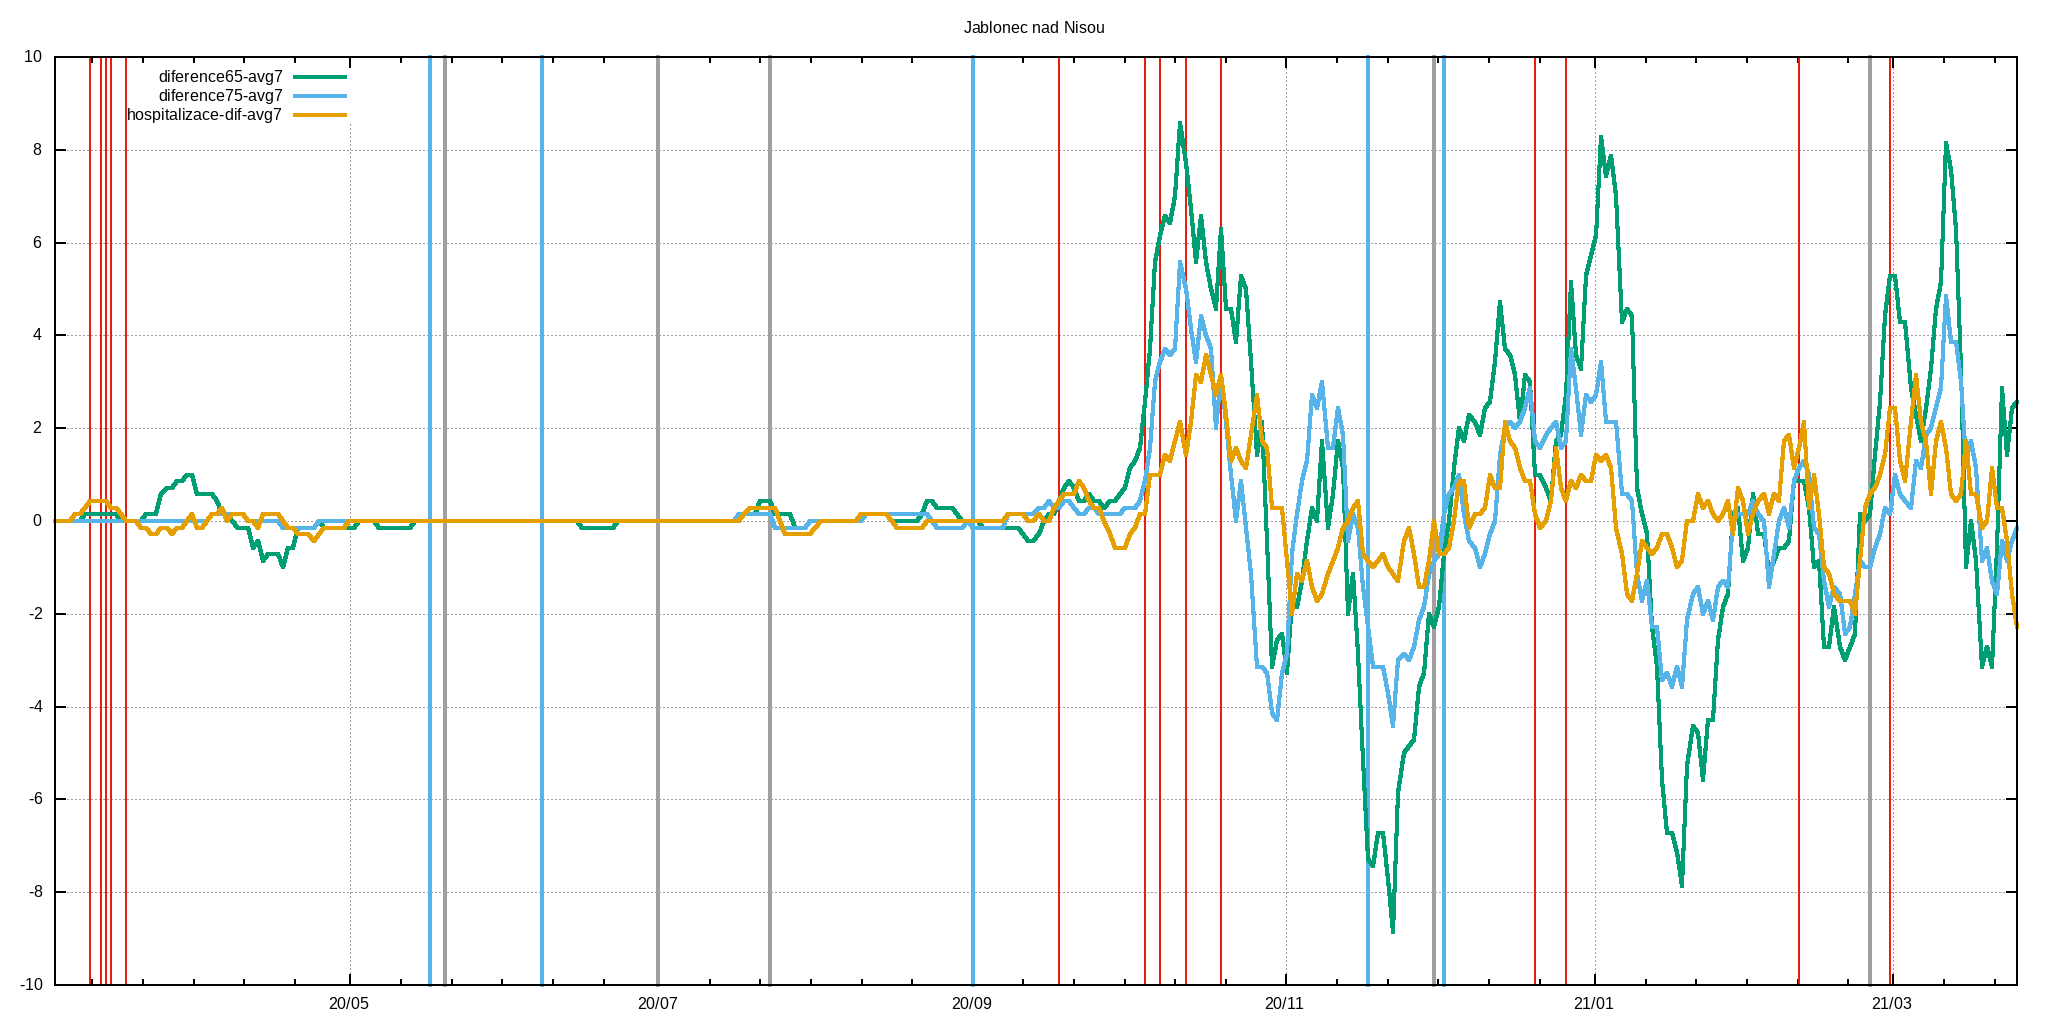 Jablonec nad Nisou
10
8
6
4
2
0
-2
-4
-6
-8
-10
diference65-avg7
diference75-avg7
hospitalizace-dif-avg7
20/05 20/07 20/09 20/11 21/01 21/03